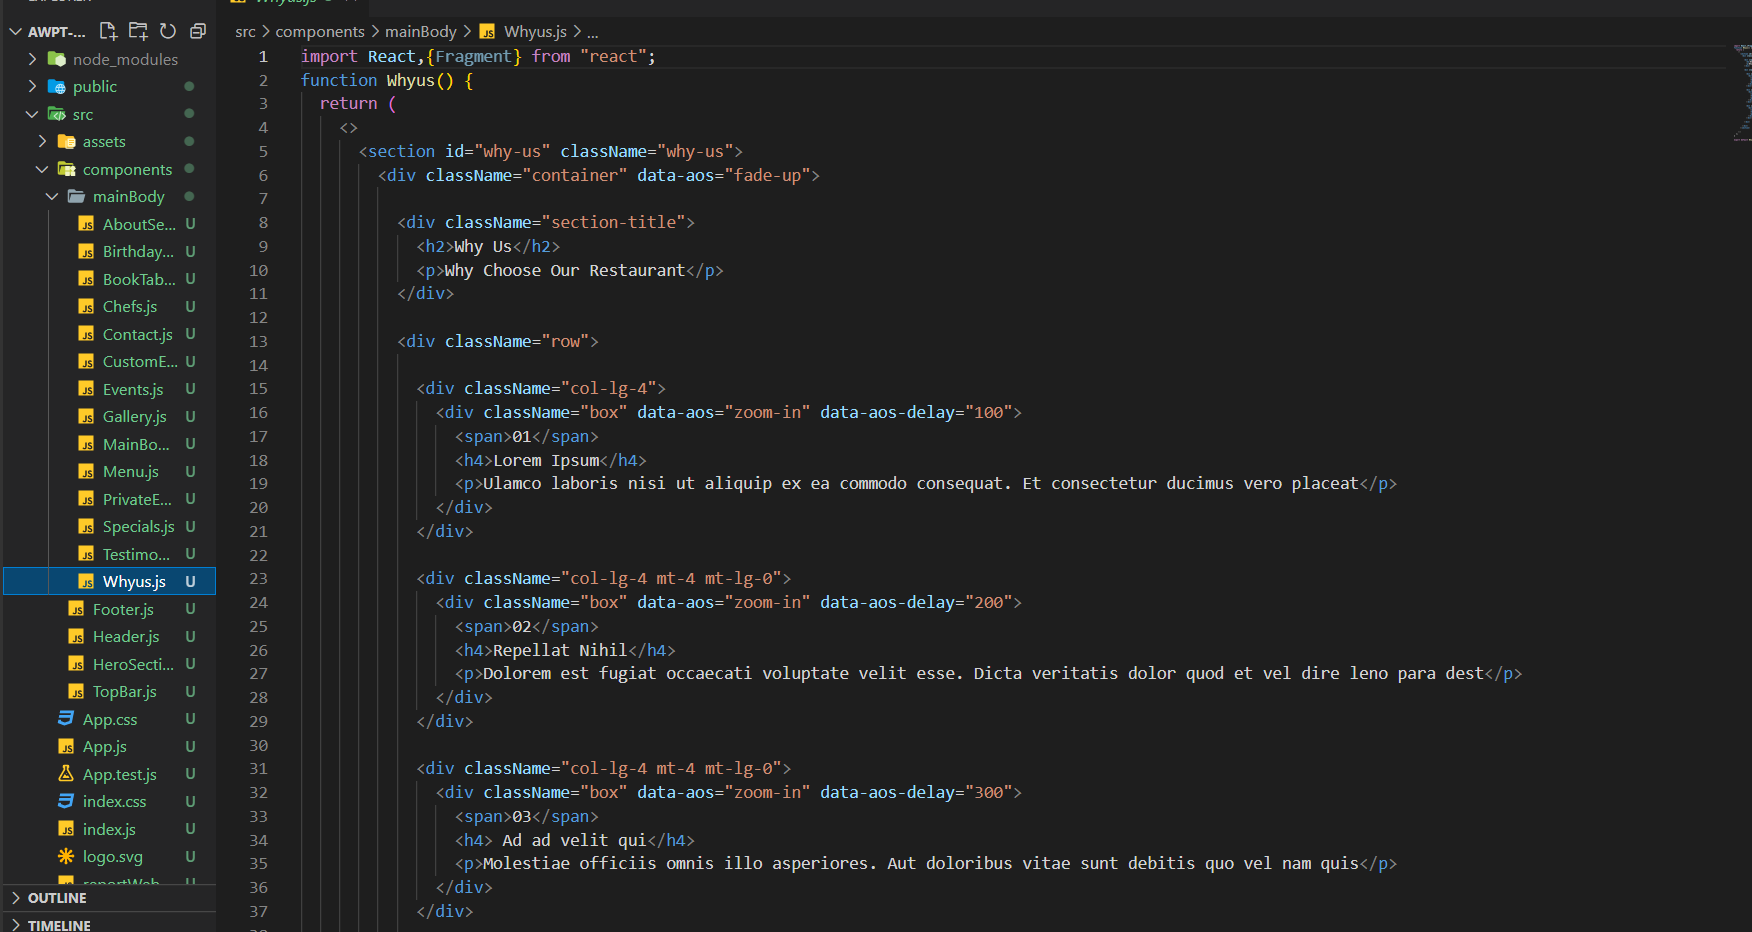 AWPT-...
node_modules
public
src
assets
components
mainBody
AboutSe... U
Birthday... U
BookTab... U
Chefs.js U
Contact.js U
CustomE... U
Events.js U
Gallery.js U
MainBo... U
Menu.js U
PrivateE... U
Specials.js U
Testimo... U
Whyus.js U
Footer.js U
Header.js U
HeroSecti... U
TopBar.js U
App.css U
App.js U
App.test.js U
index.css U
index.js U
logo.svg U
OUTLINE
TIMELINE
src > components > mainBody > JS Whyus.js > ...
1 import React,{Fragment} from "react";
2 function Whyus() {
3 return (
4 <>
5 <section id="why-us" className="why-us">
6 <div className="container" data-aos="fade-up">
7
8 <div className="section-title">
9 <h2>Why Us</h2>
10 <p>Why Choose Our Restaurant</p>
11 </div>
12
13 <div className="row">
14
15 <div className="col-lg-4">
16 <div className="box" data-aos="zoom-in" data-aos-delay="100">
17 <span>01</span>
18 <h4>Lorem Ipsum</h4>
19 <p>Ulamco laboris nisi ut aliquip ex ea commodo consequat. Et consectetur ducimus vero placeat</p>
20 </div>
21 </div>
22
23 <div className="col-lg-4 mt-4 mt-lg-0">
24 <div className="box" data-aos="zoom-in" data-aos-delay="200">
25 <span>02</span>
26 <h4>Repellat Nihil</h4>
27 <p>Dolorem est fugiat occaecati voluptate velit esse. Dicta veritatis dolor quod et vel dire leno para dest</p>
28 </div>
29 </div>
30
31 <div className="col-lg-4 mt-4 mt-lg-0">
32 <div className="box" data-aos="zoom-in" data-aos-delay="300">
33 <span>03</span>
34 <h4> Ad ad velit qui</h4>
35 <p>Molestiae officiis omnis illo asperiores. Aut doloribus vitae sunt debitis quo vel nam quis</p>
36 </div>
37 </div>